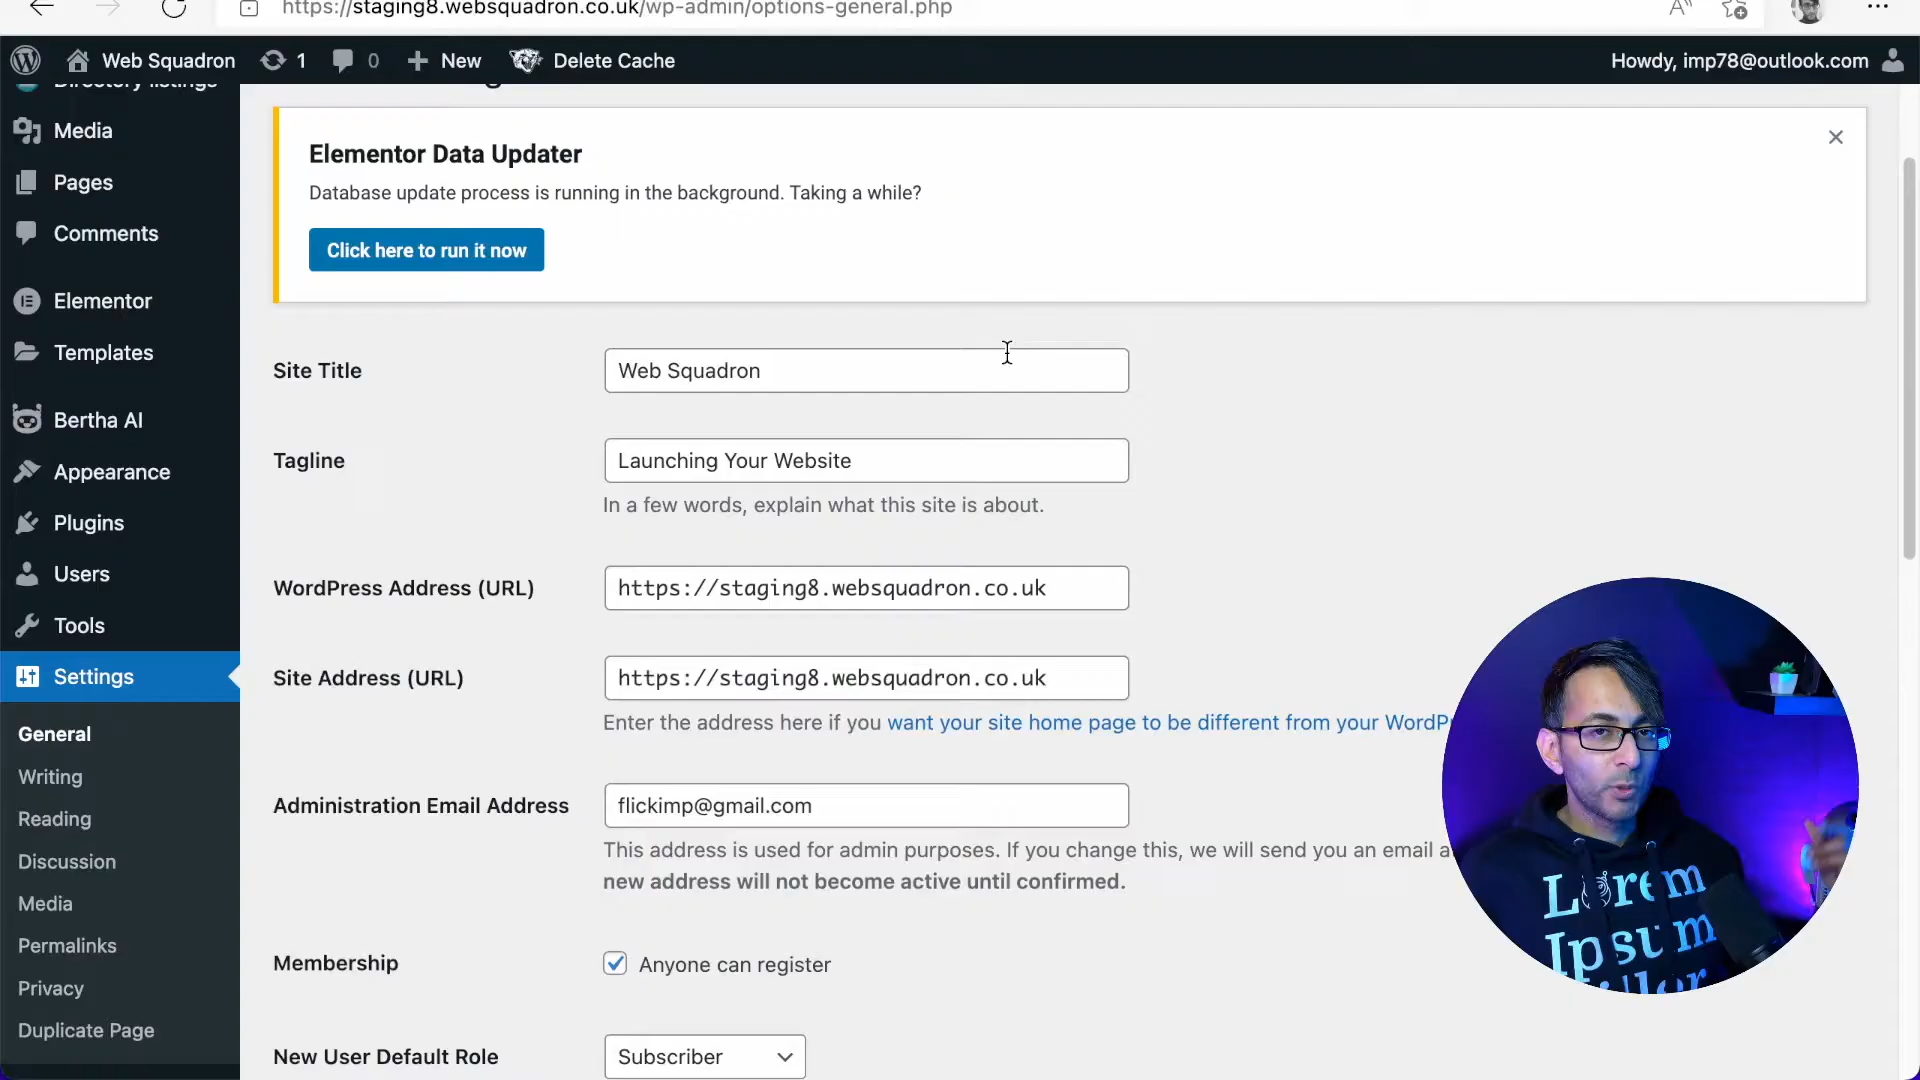 https://staging8.websquadron.co.uk/wp-admin/options-general.php
Web Squadron
1
0
New
Delete Cache
Howdy, imp78@outlook.com
Directory listings
Media
Pages
Comments
Elementor
Templates
Bertha AI
Appearance
Plugins
Users
Tools
Settings
General
Writing
Reading
Discussion
Media
Permalinks
Privacy
Duplicate Page
Elementor Data Updater
Database update process is running in the background. Taking a while?
Click here to run it now
Site Title
Web Squadron
Tagline
Launching Your Website
In a few words, explain what this site is about.
WordPress Address (URL)
https://staging8.websquadron.co.uk
Site Address (URL)
https://staging8.websquadron.co.uk
Enter the address here if you want your site home page to be different from your WordP
Administration Email Address
flickimp@gmail.com
This address is used for admin purposes. If you change this, we will send you an email a
new address will not become active until confirmed.
Membership
Anyone can register
New User Default Role
Subscriber
Lorem
Ipsum